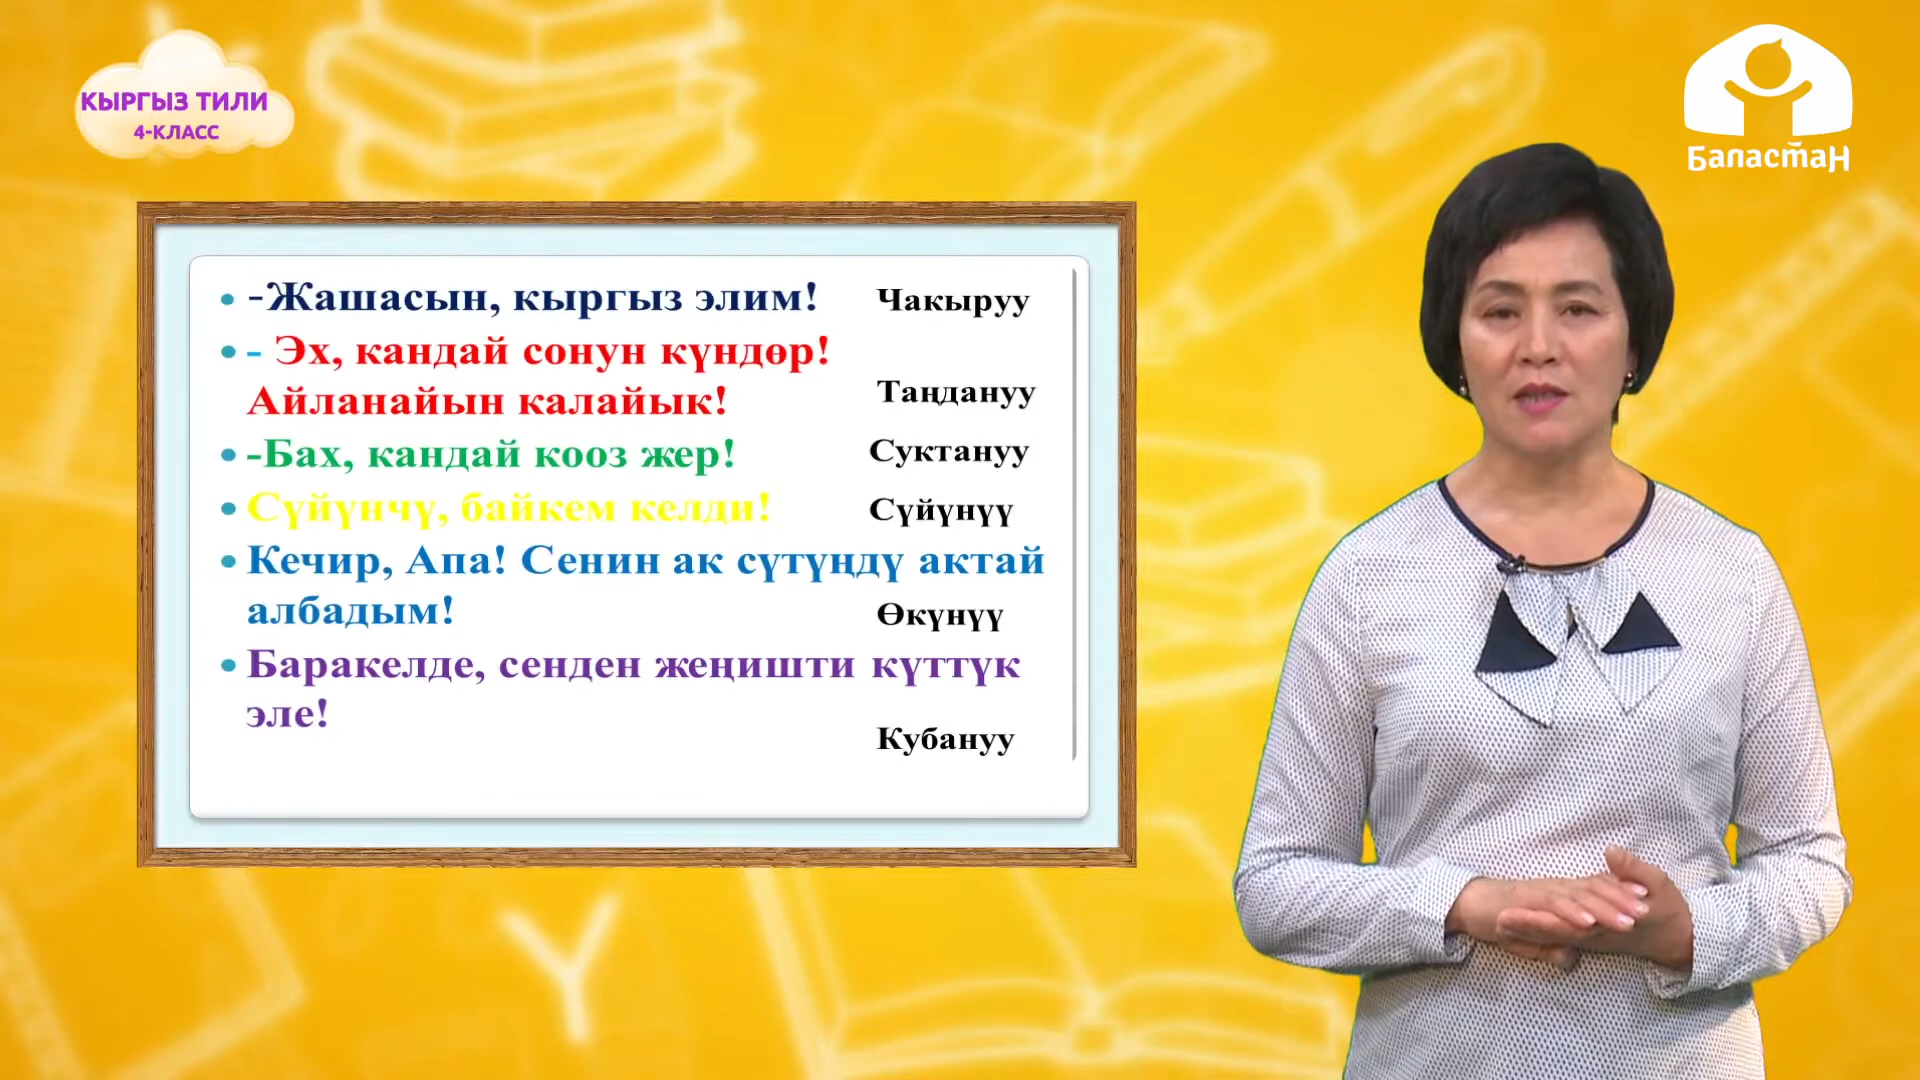 КЫРГЫЗ ТИЛИ
4-КЛАСС
Баластан
-Жашасын, кыргыз элим! Чакыруу
- Эх, кандай сонун күндөр!
Айланайын калайык! Таңдануу
-Бах, кандай кооз жер! Суктануу
Сүйүнчү, байкем келди! Сүйүнүү
Кечир, Апа! Сенин ак сүтүңдү актай
албадым! Өкүнүү
Баракелде, сенден жеңишти күттүк
эле!
Кубануу